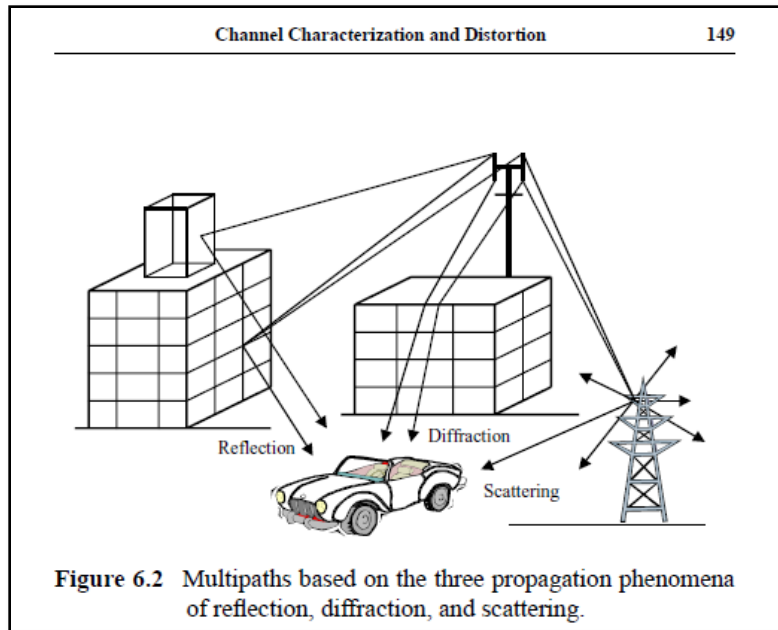 Channel Characterization and Distortion 149
Reflection
Diffraction
Scattering
Figure 6.2 Multipaths based on the three propagation phenomena
of reflection, diffraction, and scattering.